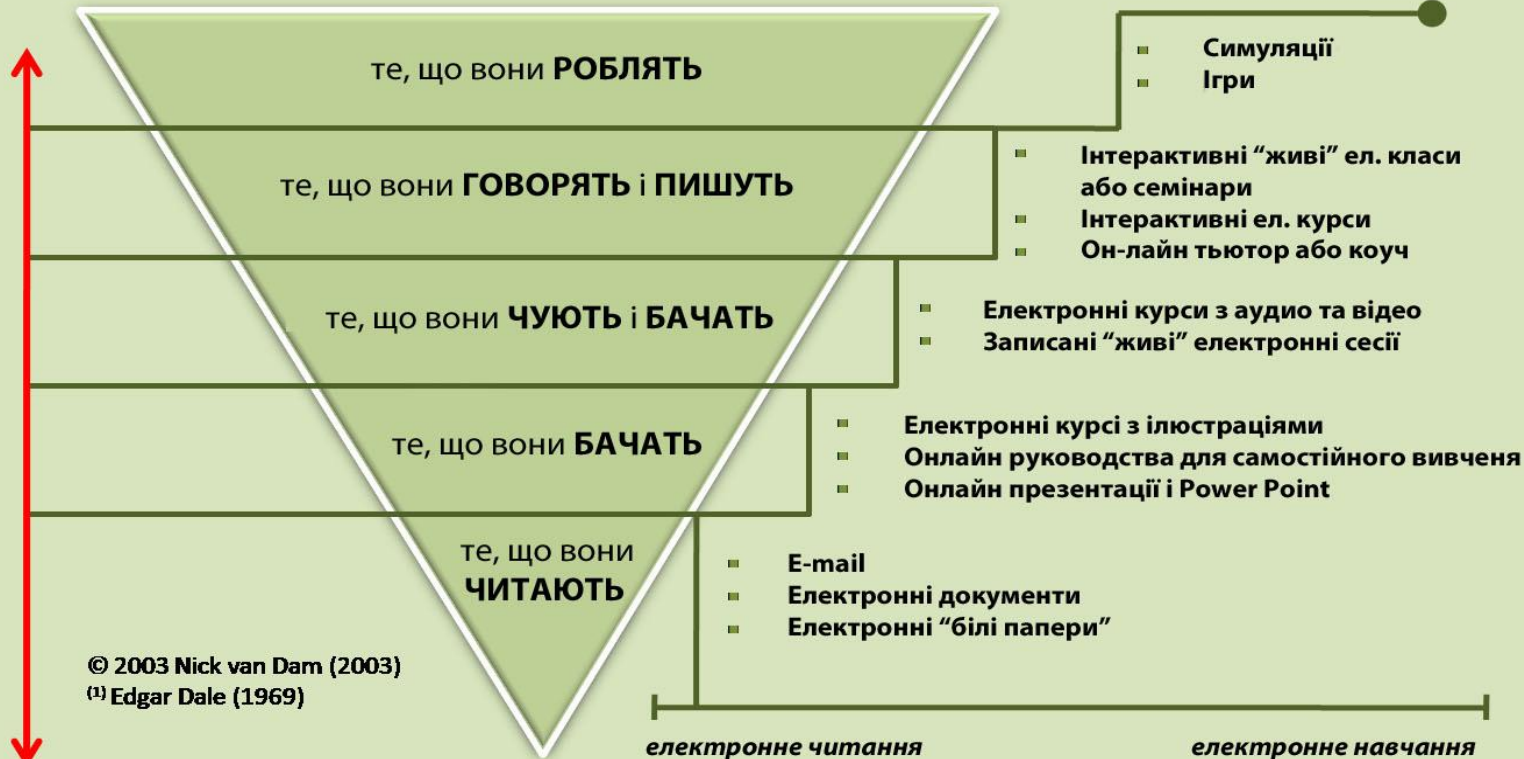 те, що вони РОБЛЯТЬ
Симуляції
Ігри
те, що вони ГОВОРЯТЬ і ПИШУТЬ
Інтерактивні “живі” ел. класи
або семінари
Інтерактивні ел. курси
Он-лайн тьютор або коуч
те, що вони ЧУЮТЬ і БАЧАТЬ
Електронні курси з аудио та відео
Записані “живі” електронні сесії
те, що вони БАЧАТЬ
Електронні курсі з ілюстраціями
Онлайн руководства для самостійного вивченя
Онлайн презентації і Power Point
те, що вони
ЧИТАЮТЬ
E-mail
Електронні документи
Електронні “білі папери”
© 2003 Nick van Dam (2003)
(1) Edgar Dale (1969)
електронне читання
електронне навчання